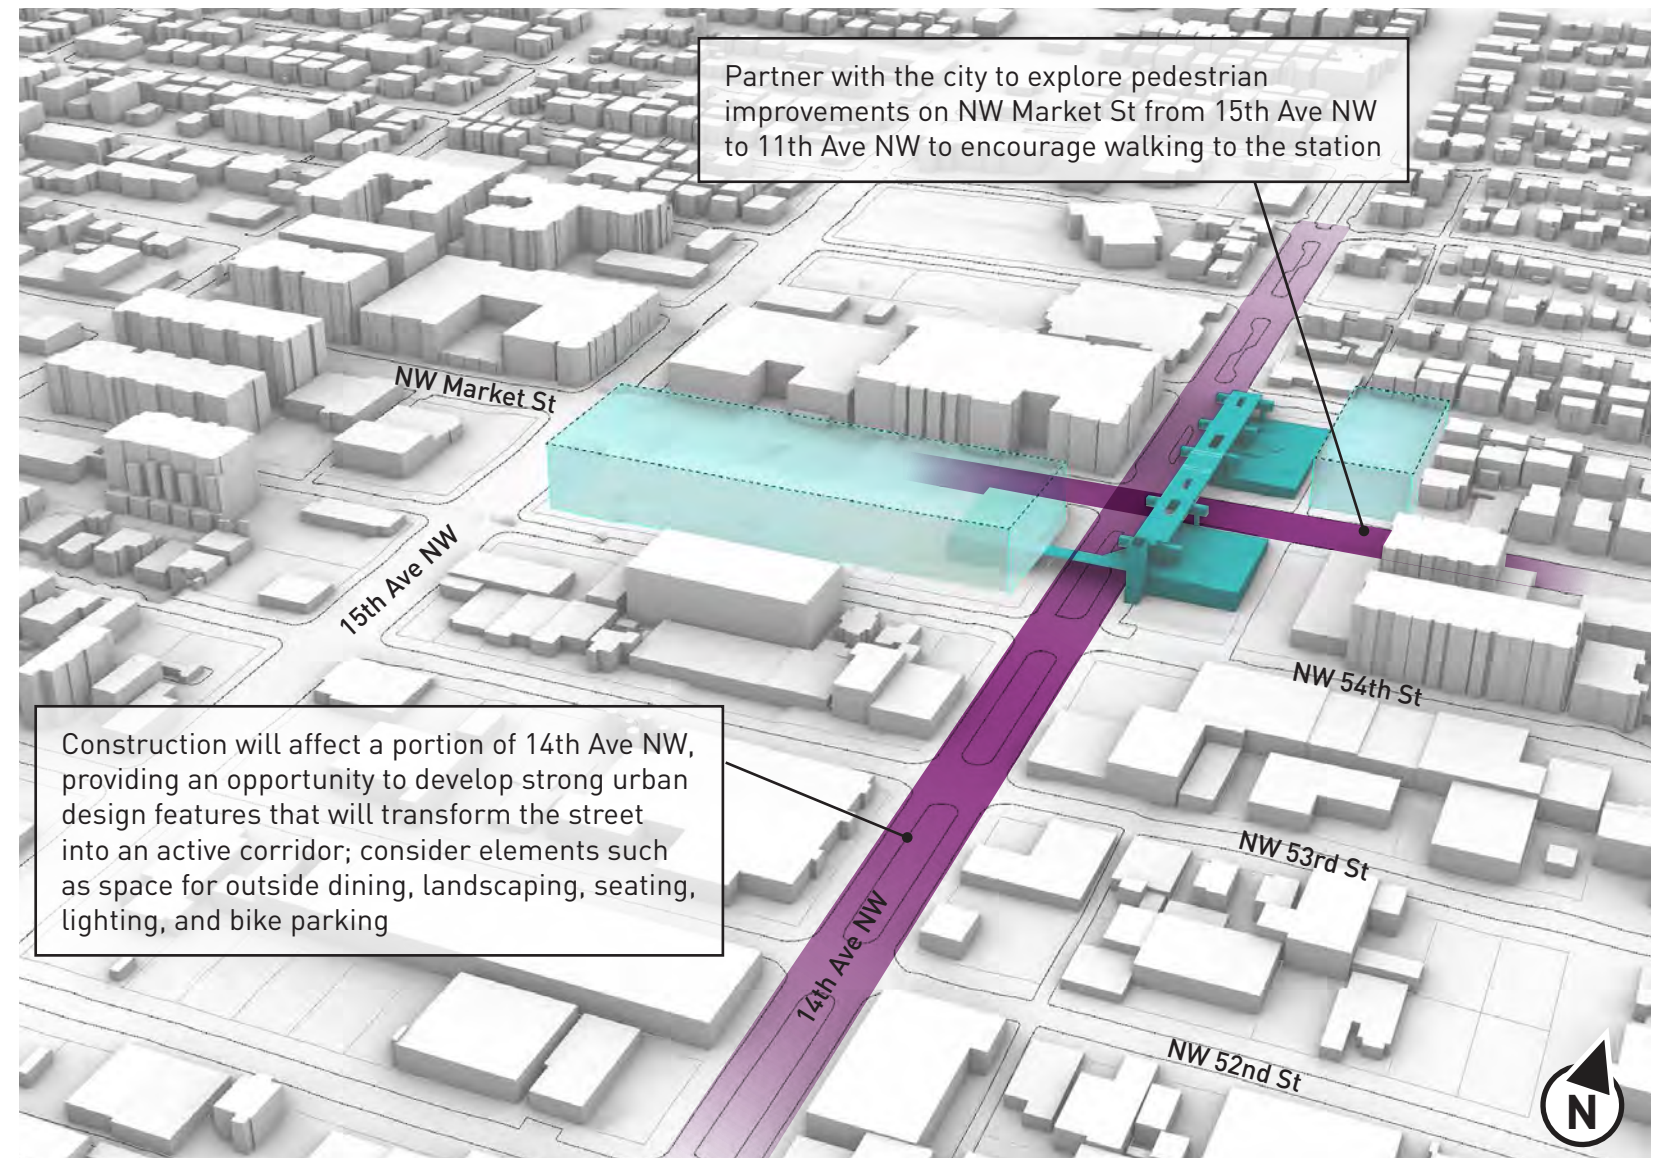 Partner with the city to explore pedestrian
improvements on NW Market St from 15th Ave NW
to 11th Ave NW to encourage walking to the station
NW Market St
15th Ave NW
NW 54th St
Construction will affect a portion of 14th Ave NW,
providing an opportunity to develop strong urban
design features that will transform the street
into an active corridor; consider elements such
as space for outside dining, landscaping, seating,
lighting, and bike parking
NW 53rd St
14th Ave NW
NW 52nd St
N